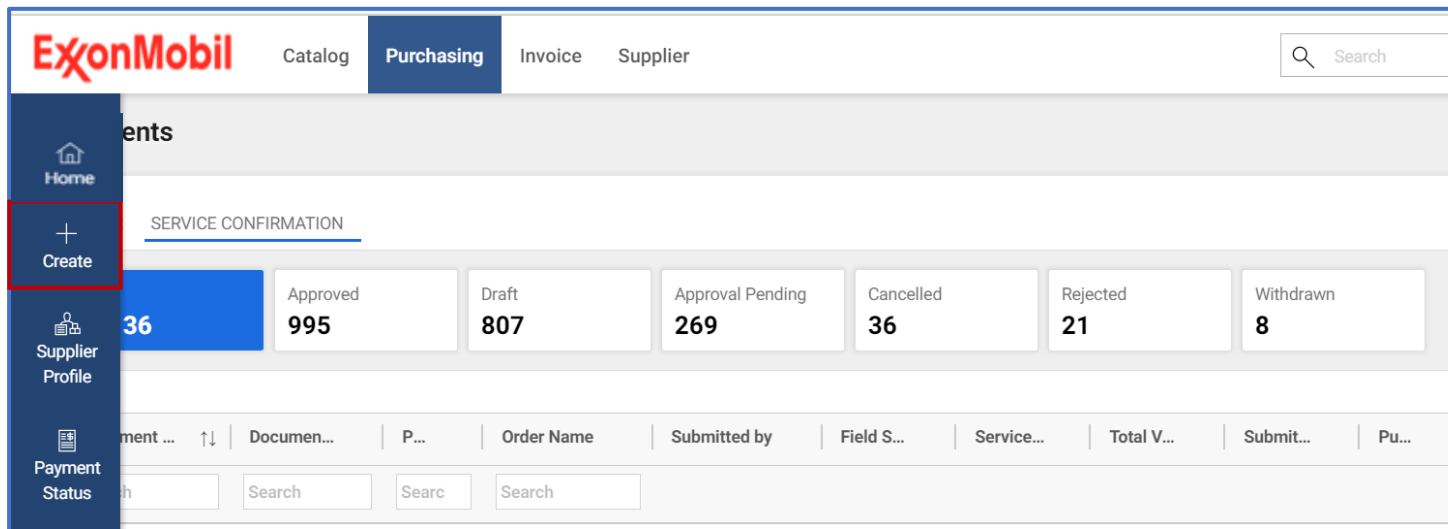 ExxonMobil Catalog Purchasing Invoice Supplier Search
ents
Home
SERVICE CONFIRMATION
Create
Approved Draft Approval Pending Cancelled Rejected Withdrawn
36 995 807 269 36 21 8
Supplier
Profile
ment ... ↑↓ Documen... P... Order Name Submitted by Field S... Service... Total V... Submit... Pu...
Payment
Status
ch Search Searc Search